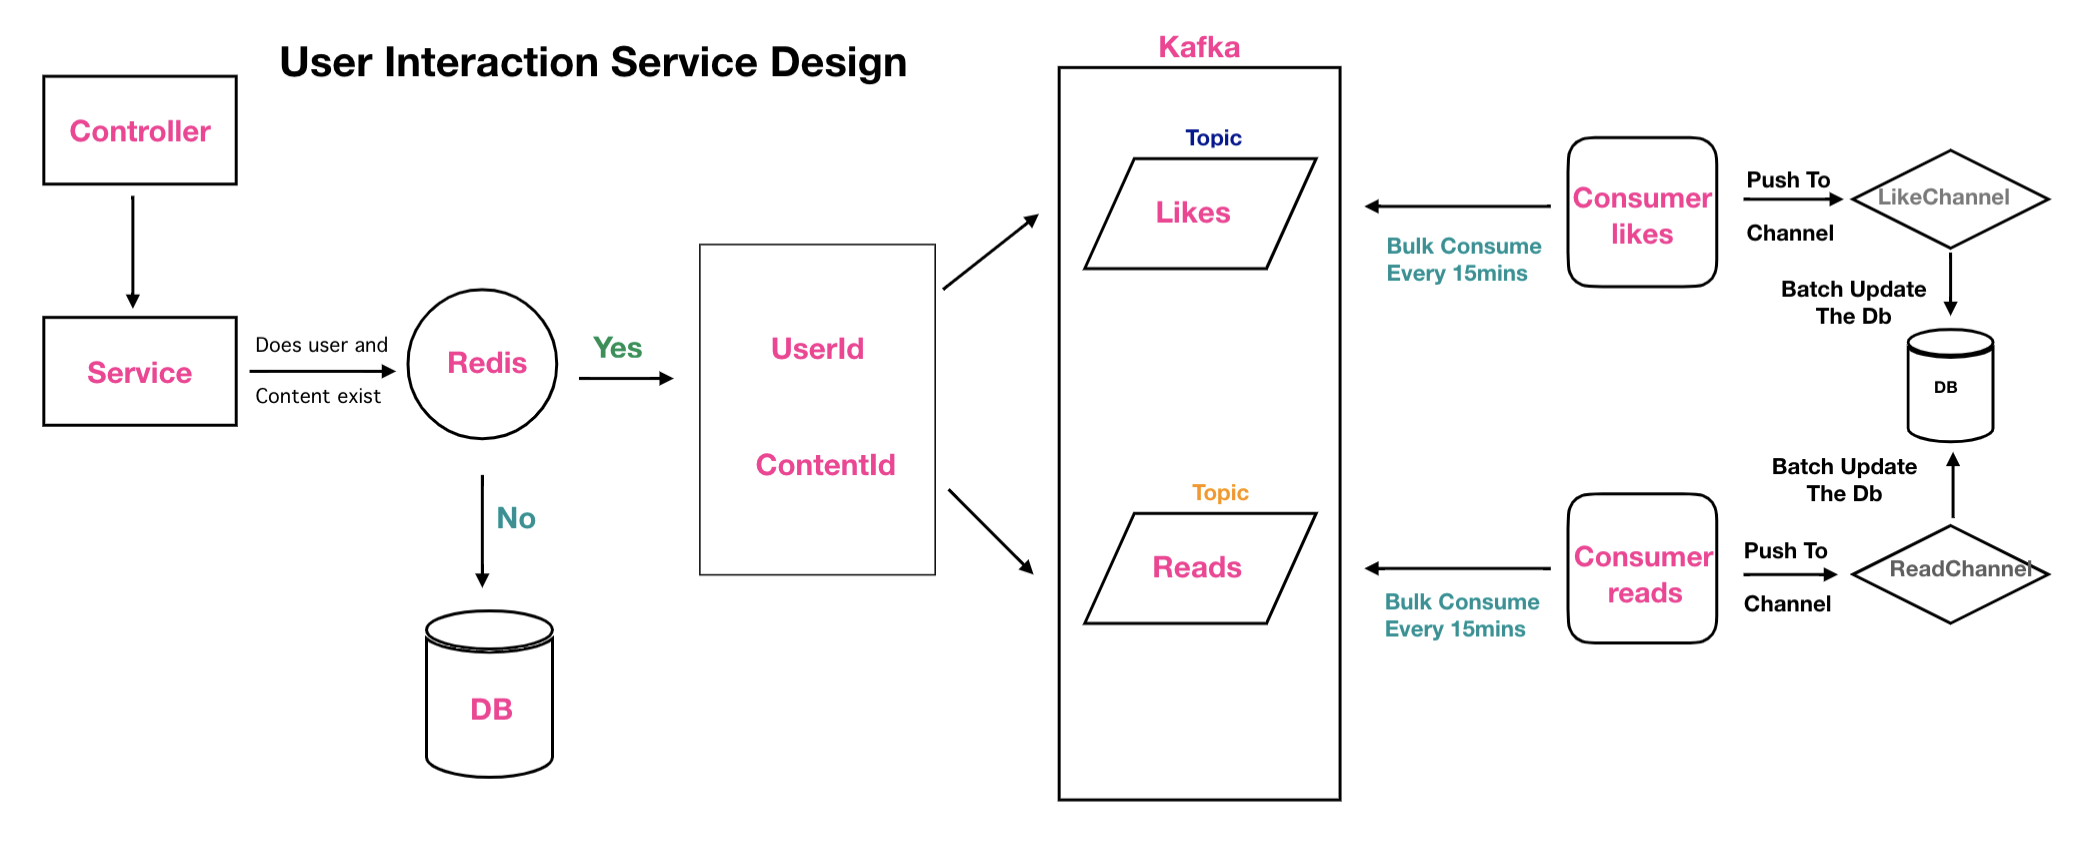 User Interaction Service Design
Controller
Service
Does user and
Content exist
Redis
Yes
No
DB
UserId
ContentId
Kafka
Topic
Likes
Topic
Reads
Bulk Consume
Every 15mins
Consumer
likes
Push To
Channel
LikeChannel
Batch Update
The Db
DB
Batch Update
The Db
Bulk Consume
Every 15mins
Consumer
reads
Push To
Channel
ReadChannel